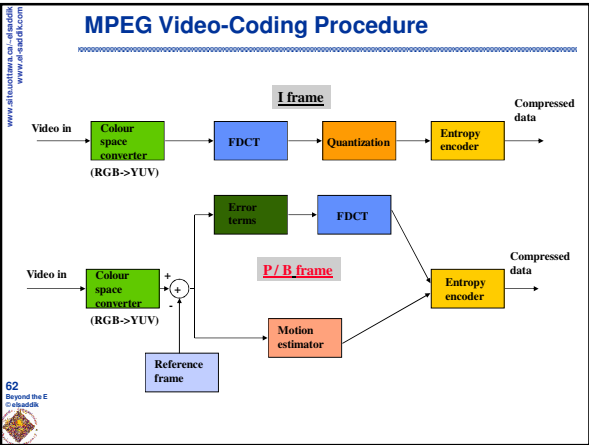 www.site.uottawa.ca/~elsaddik
www.el-saddik.com
MPEG Video-Coding Procedure
I frame
Video in
Colour
space
converter
(RGB->YUV)
FDCT
Quantization
Entropy
encoder
Compressed
data
Error
terms
FDCT
P / B frame
Video in
Colour
space
converter
(RGB->YUV)
+
+
-
Reference
frame
Motion
estimator
Entropy
encoder
Compressed
data
62
Beyond the E
© elsaddik